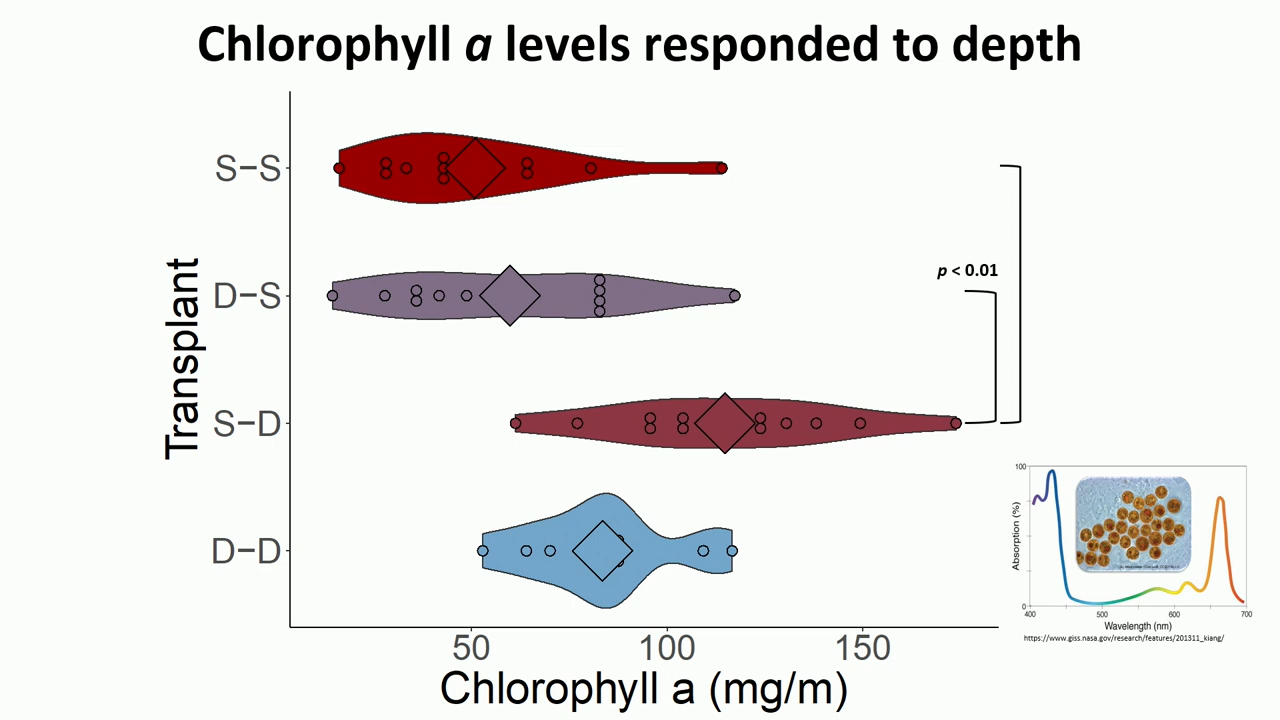 Chlorophyll a levels responded to depth
S−S
D−S
S−D
D−D
Transplant
p < 0.01
50 100 150
Chlorophyll a (mg/m)
100
0
Absorption (%)
400 500 600 700
Wavelength (nm)
https://www.giss.nasa.gov/research/features/201311_kiang/